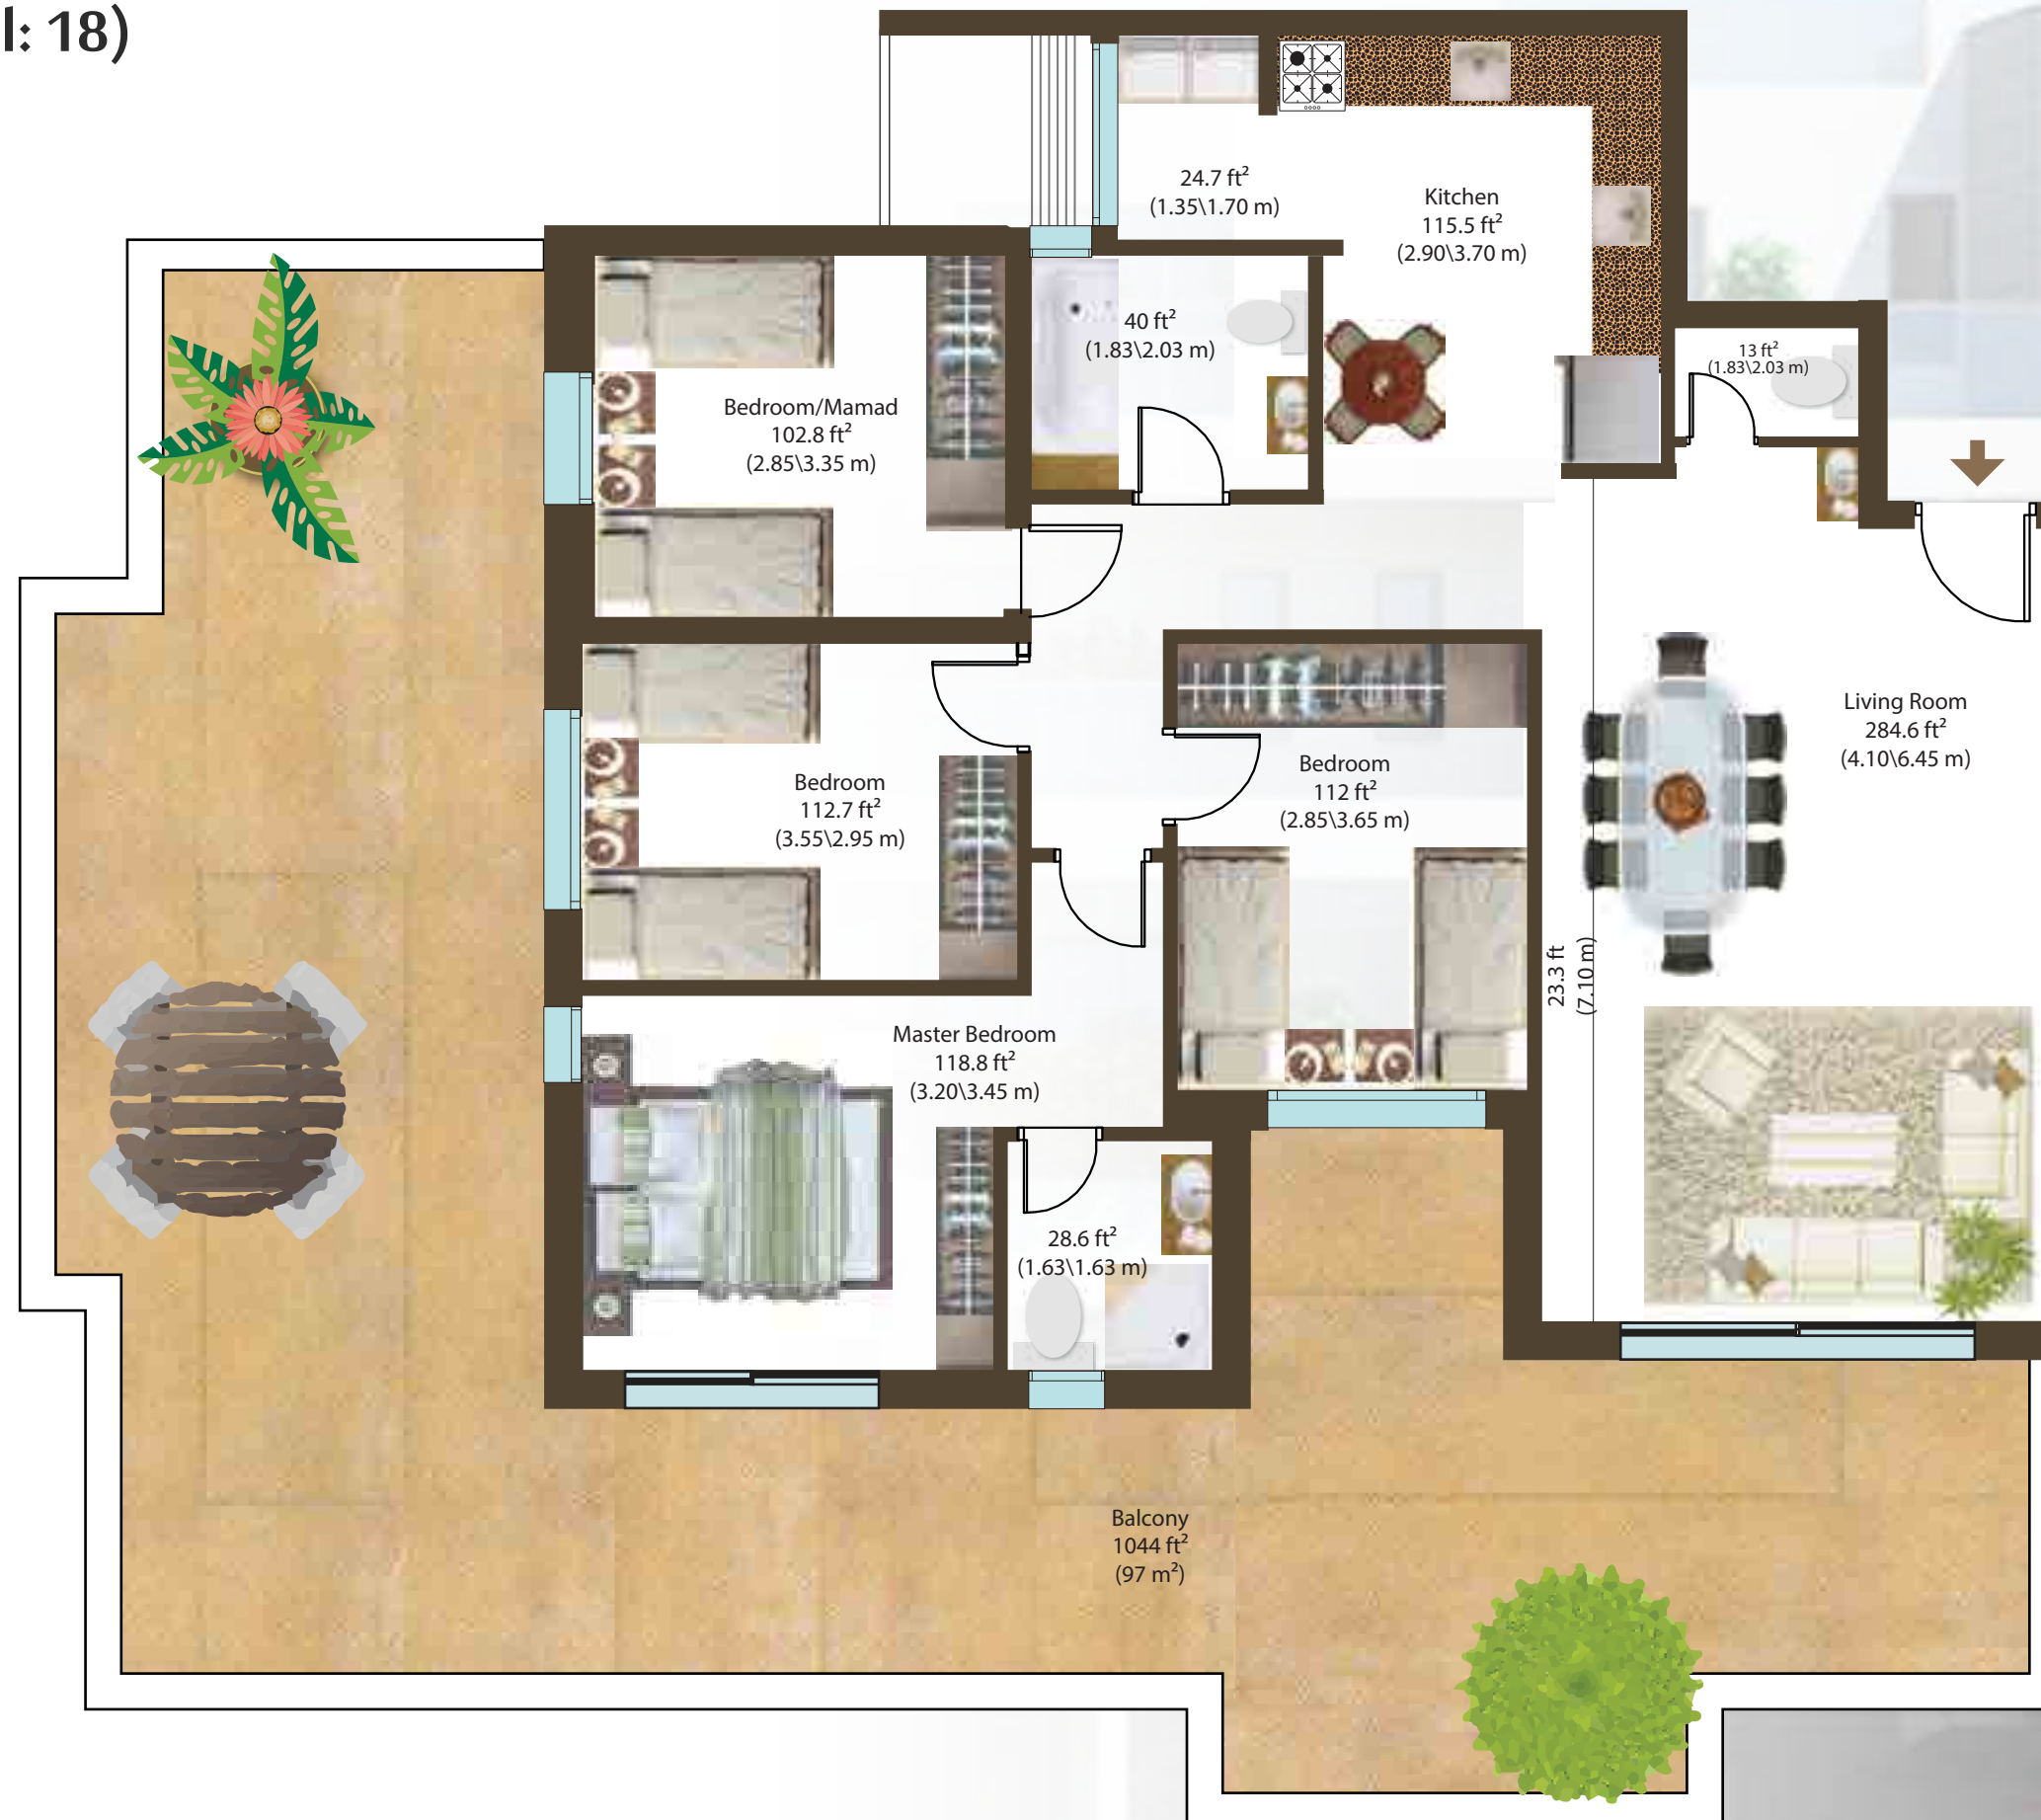 l: 18)
24.7 ft²
(1.35\1.70 m)
Kitchen
115.5 ft²
(2.90\3.70 m)
40 ft²
(1.83\2.03 m)
13 ft²
(1.83\2.03 m)
Bedroom/Mamad
102.8 ft²
(2.85\3.35 m)
Living Room
284.6 ft²
(4.10\6.45 m)
Bedroom
112.7 ft²
(3.55\2.95 m)
Bedroom
112 ft²
(2.85\3.65 m)
23.3 ft
(7.10 m)
Master Bedroom
118.8 ft²
(3.20\3.45 m)
28.6 ft²
(1.63\1.63 m)
Balcony
1044 ft²
(97 m²)